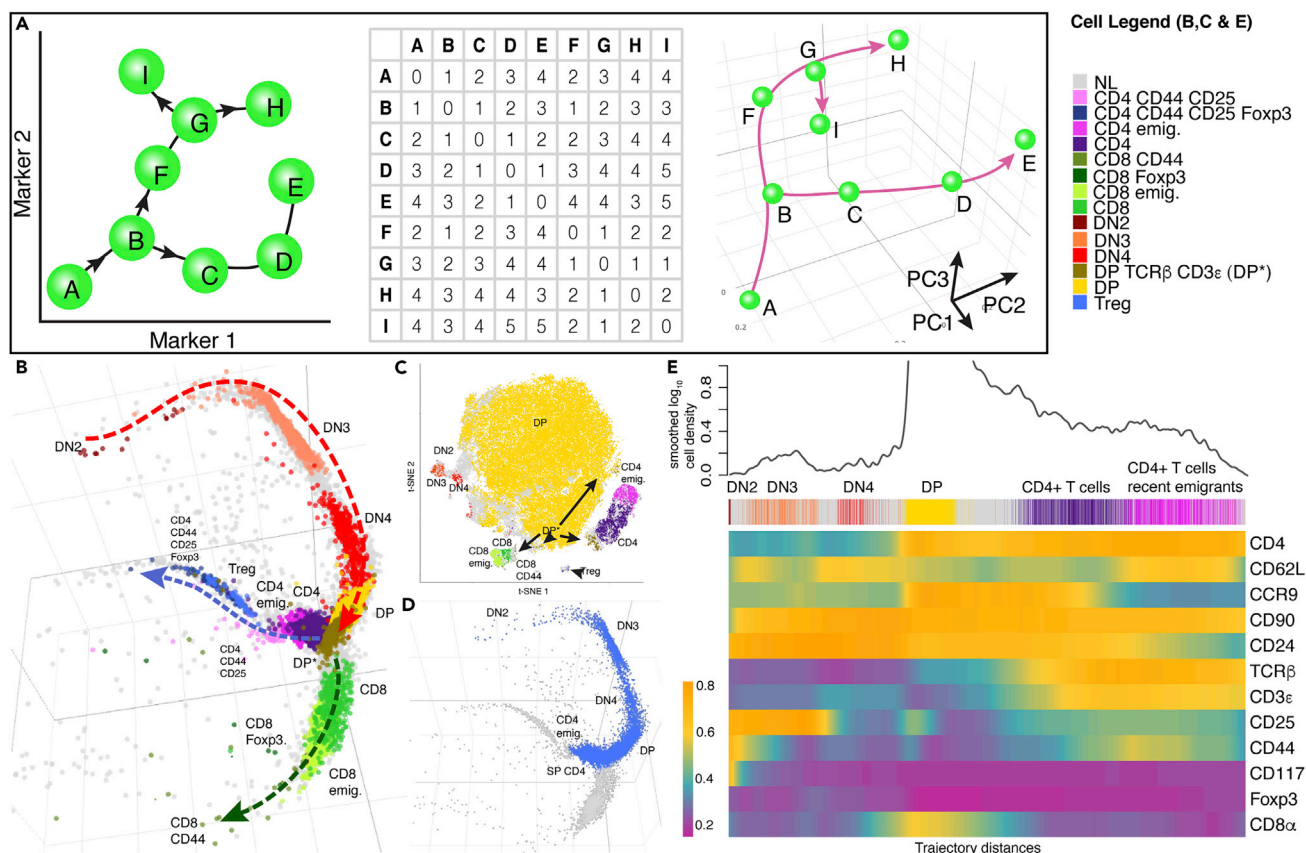 A
Marker 2
I
G
H
F
E
B
D
C
A
Marker 1
A B C D E F G H I
A 0 1 2 3 4 2 3 4 4
B 1 0 1 2 3 1 2 3 3
C 2 1 0 1 2 2 3 4 4
D 3 2 1 0 1 3 4 4 5
E 4 3 2 1 0 4 4 3 5
F 2 1 2 3 4 0 1 2 2
G 3 2 3 4 4 1 0 1 1
H 4 3 4 4 3 2 1 0 2
I 4 3 4 5 5 2 1 2 0
G
H
F
I
E
B
C
D
A
PC3
PC2
PC1
0.2
0
Cell Legend (B,C & E)
NL
CD4 CD44 CD25
CD4 CD44 CD25 Foxp3
CD4 emig.
CD4
CD8 CD44
CD8 Foxp3
CD8 emig.
CD8
DN2
DN3
DN4
DP TCRβ CD3ε (DP*)
DP
Treg
B
DN2
DN3
DN4
CD4
CD44
CD25
Foxp3
Treg
CD4
emig.
CD4
DP
DP*
CD4
CD44
CD25
CD8
CD8
Foxp3.
CD8
emig.
CD8
CD44
C
t-SNE 2
DP
DN2
DN3
DN4
CD4
emig.
DP*
CD4
CD8
CD8
emig.
CD8
CD44
Treg
t-SNE 1
D
DN2
DN3
DN4
CD4
emig.
DP
SP CD4
E
smoothed log10
cell density
0.8
0.4
0.0
DN2 DN3 DN4 DP CD4+ T cells
CD4+ T cells
recent emigrants
0.8
0.6
0.4
0.2
CD4
CD62L
CCR9
CD90
CD24
TCRβ
CD3ε
CD25
CD44
CD117
Foxp3
CD8α
Trajectory distances